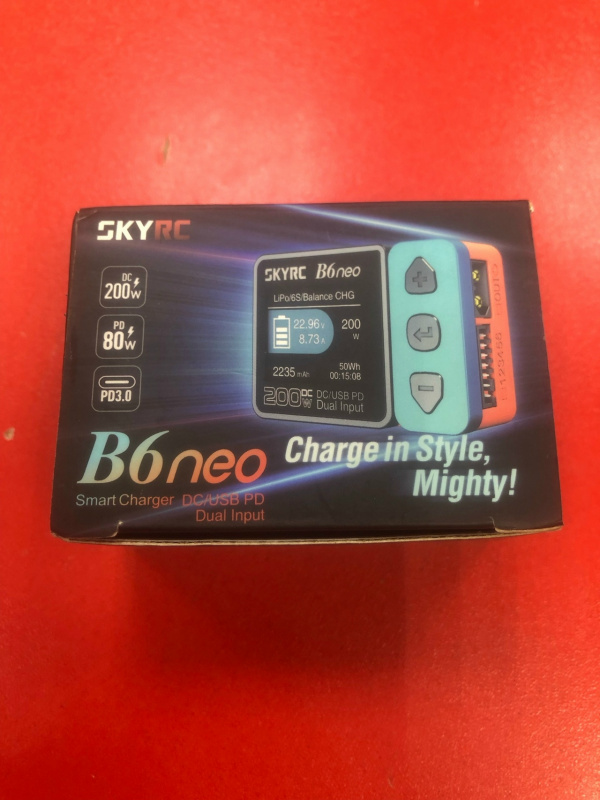 SKYRC
DC
200w
PD
80w
PD3.0
SKYRC B6neo
LiPo/6S/Balance CHG
22.96v
8.73A
200
W
2235 mAh
50Wh
00:15:08
200 DC W DC/USB PD
Dual Input
B6neo
Smart Charger DC/USB PD
Dual Input
Charge in Style,
Mighty!